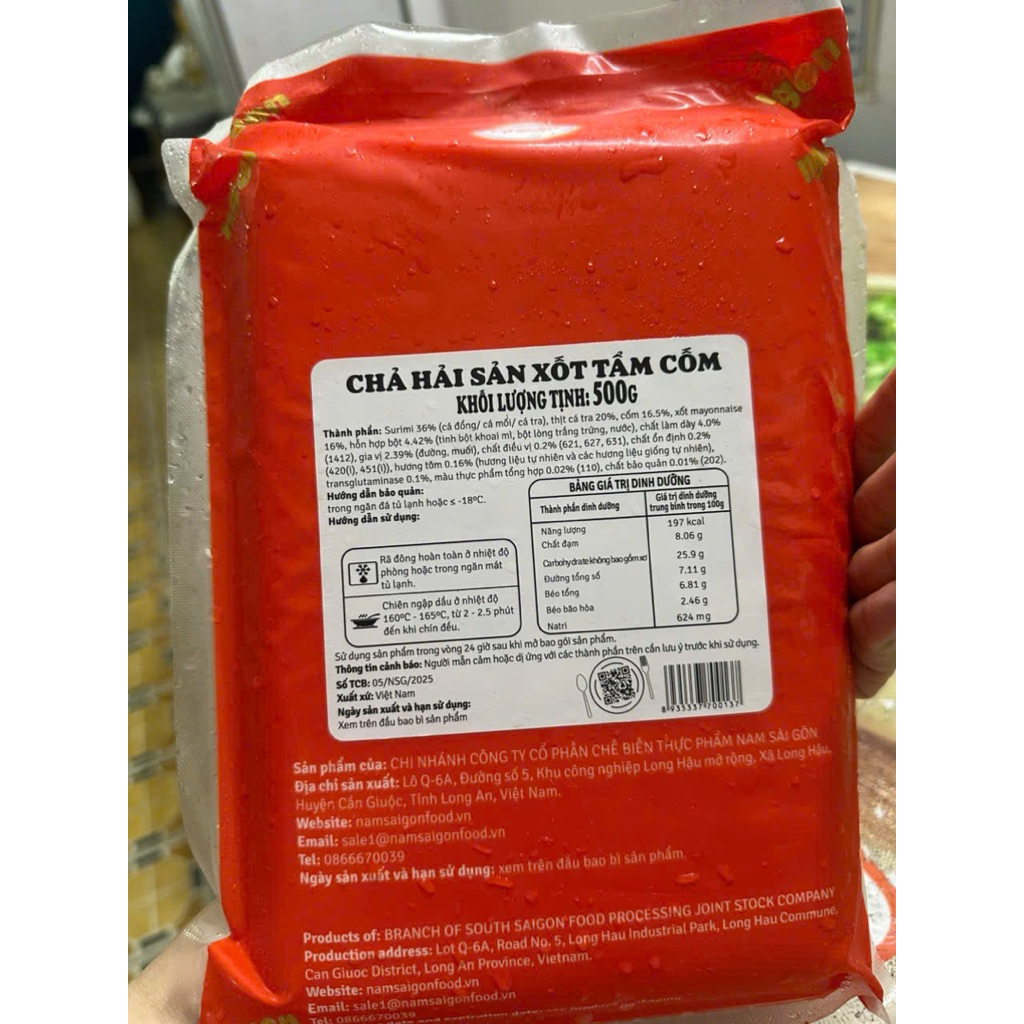 CHẢ HẢI SẢN XỐT TẨM CỐM
KHỐI LƯỢNG TỊNH: 500G
Thành phần: Surimi 36% (cá đồng/ cá mối/ cá tra), thịt cá tra 20%, cốm 16.5%, xốt mayonnaise
16%, hỗn hợp bột 4.42% (tinh bột khoai mì, bột lòng trắng trứng, nước), chất làm dày 4.0%
(1412), gia vị 2.39% (đường, muối), chất điều vị 0.2% (621, 627, 631), chất ổn định 0.2%
(420(i), 451(i)), hương tôm 0.16% (hương liệu tự nhiên và các hương liệu giống tự nhiên),
transglutaminase 0.1%, màu thực phẩm tổng hợp 0.02% (110), chất bảo quản 0.01% (202).
Hướng dẫn bảo quản:
trong ngăn đá tủ lạnh hoặc ≤ -18ºC.
Hướng dẫn sử dụng:
Rã đông hoàn toàn ở nhiệt độ
phòng hoặc trong ngăn mát
tủ lạnh.
Chiên ngập dầu ở nhiệt độ
160ºC - 165ºC, từ 2 - 2.5 phút
đến khi chín đều.
BẢNG GIÁ TRỊ DINH DƯỠNG
Thành phần dinh dưỡng Giá trị dinh dưỡng trung bình trong 100g
Năng lượng 197 kcal
Chất đạm 8.06 g
Carbohydrate không bao gồm xơ 25.9 g
Đường tổng số 7.11 g
Béo tổng 6.81 g
Béo bão hòa 2.46 g
Natri 624 mg
Sử dụng sản phẩm trong vòng 24 giờ sau khi mở bao gói sản phẩm.
Thông tin cảnh báo: Người mẫn cảm hoặc dị ứng với các thành phần trên cần lưu ý trước khi sử dụng.
Số TCB: 05/NSG/2025
Xuất xứ: Việt Nam
Ngày sản xuất và hạn sử dụng:
Xem trên đầu bao bì sản phẩm
8 935337 700137
Sản phẩm của: CHI NHÁNH CÔNG TY CỔ PHẦN CHẾ BIẾN THỰC PHẨM NAM SÀI GÒN
Địa chỉ sản xuất: Lô Q-6A, Đường số 5, Khu công nghiệp Long Hậu mở rộng, Xã Long Hậu,
Huyện Cần Giuộc, Tỉnh Long An, Việt Nam.
Website: namsaigonfood.vn
Email: sale1@namsaigonfood.vn
Tel: 0866670039
Ngày sản xuất và hạn sử dụng: xem trên đầu bao bì sản phẩm.
Products of: BRANCH OF SOUTH SAIGON FOOD PROCESSING JOINT STOCK COMPANY
Production address: Lot Q-6A, Road No. 5, Long Hau Industrial Park, Long Hau Commune,
Can Giuoc District, Long An Province, Vietnam.
Website: namsaigonfood.vn
Email: sale1@namsaigonfood.vn
Tel: 0866670039